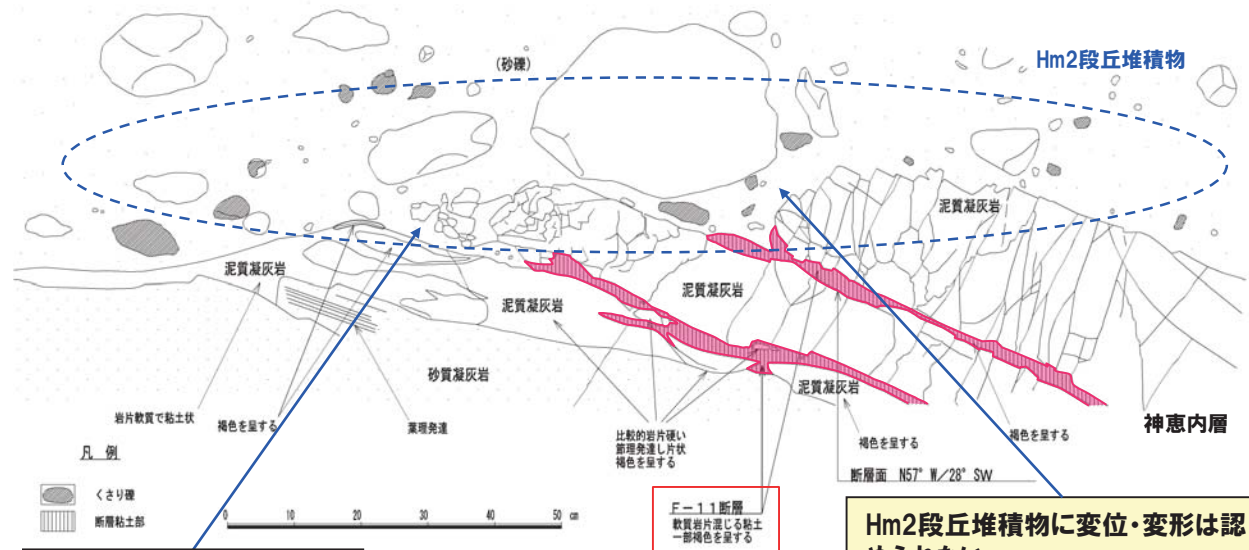 (砂礫)
Hm2段丘堆積物
泥質凝灰岩
泥質凝灰岩
泥質凝灰岩
泥質凝灰岩
砂質凝灰岩
泥質凝灰岩
岩片軟質で粘土状
褐色を呈する
葉理発達
比較的岩片硬い
節理発達し片状
褐色を呈する
褐色を呈する
褐色を呈する
神恵内層
断層面 N57°W/28°SW
凡 例
くさり礫
断層粘土部
0 10 20 30 40 50 cm
F-11断層
軟質岩片混じる粘土
一部褐色を呈する
Hm2段丘堆積物に変位・変形は認